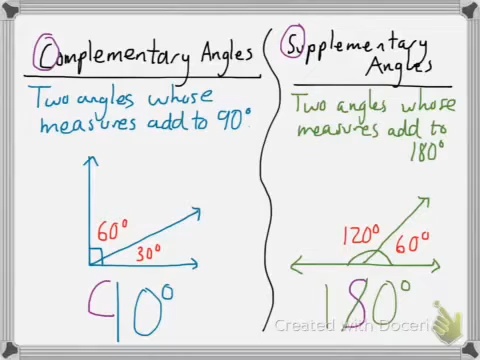 Complementary Angles
Two angles whose
measures add to 90°
60°
30°
90°
Supplementary
Angles
Two angles whose
measures add to
180°
120°
60°
180°
Created with Doceri